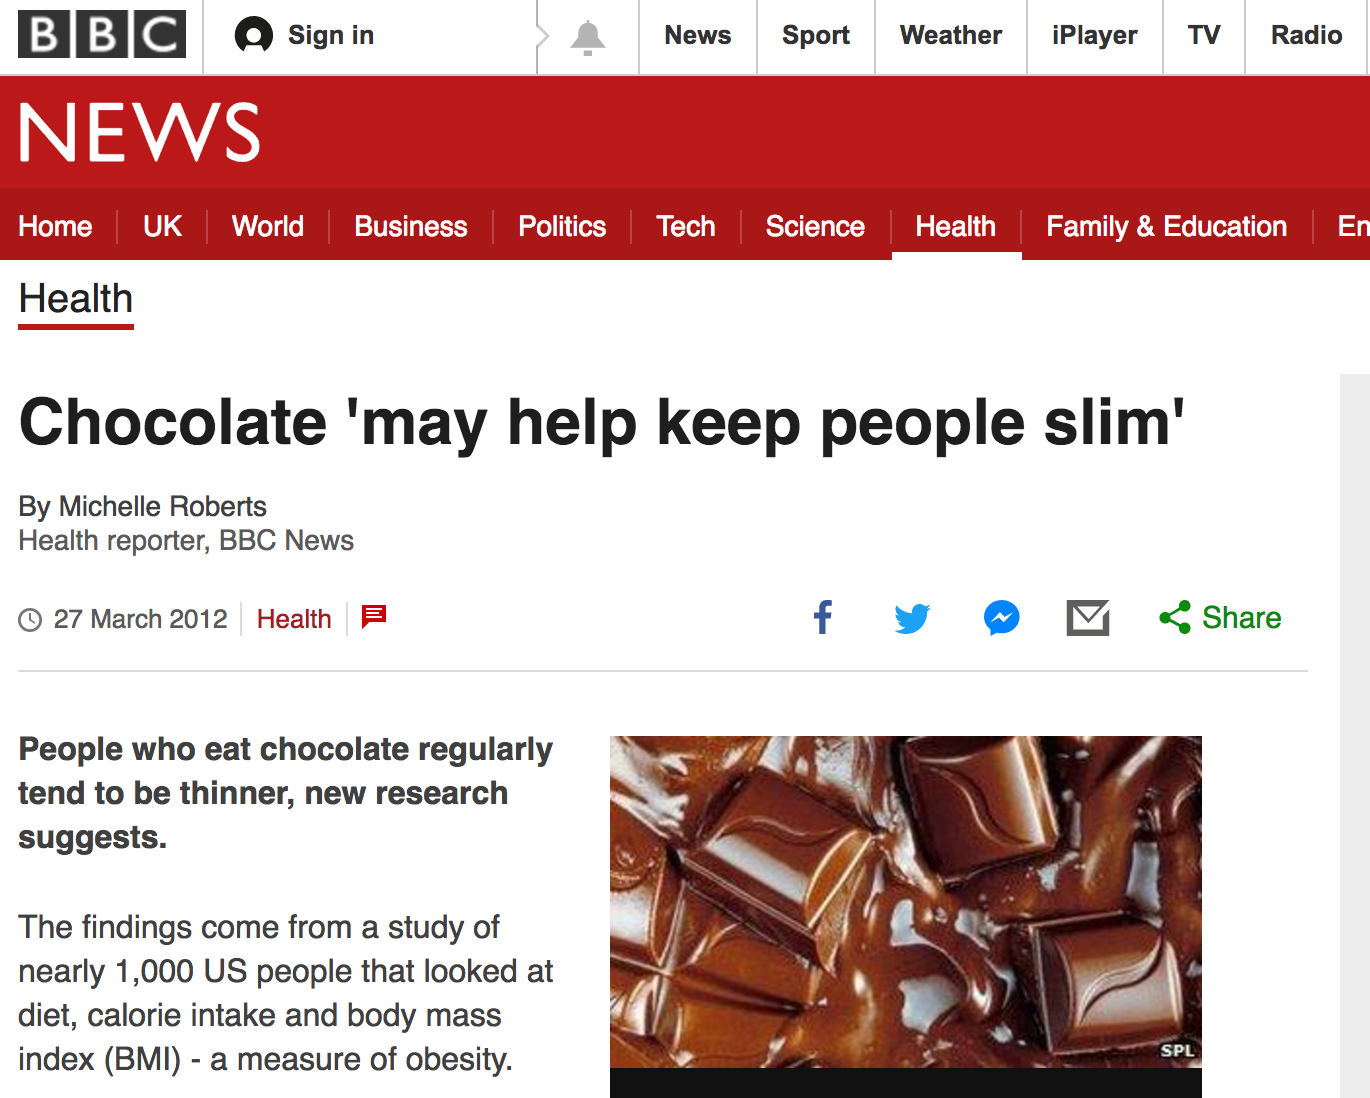 BBC
Sign in
News
Sport
Weather
iPlayer
TV
Radio
NEWS
Home
UK
World
Business
Politics
Tech
Science
Health
Family & Education
En
Health
Chocolate 'may help keep people slim'
By Michelle Roberts
Health reporter, BBC News
27 March 2012
Health
Share
People who eat chocolate regularly
tend to be thinner, new research
suggests.
The findings come from a study of
nearly 1,000 US people that looked at
diet, calorie intake and body mass
index (BMI) - a measure of obesity.
SPL